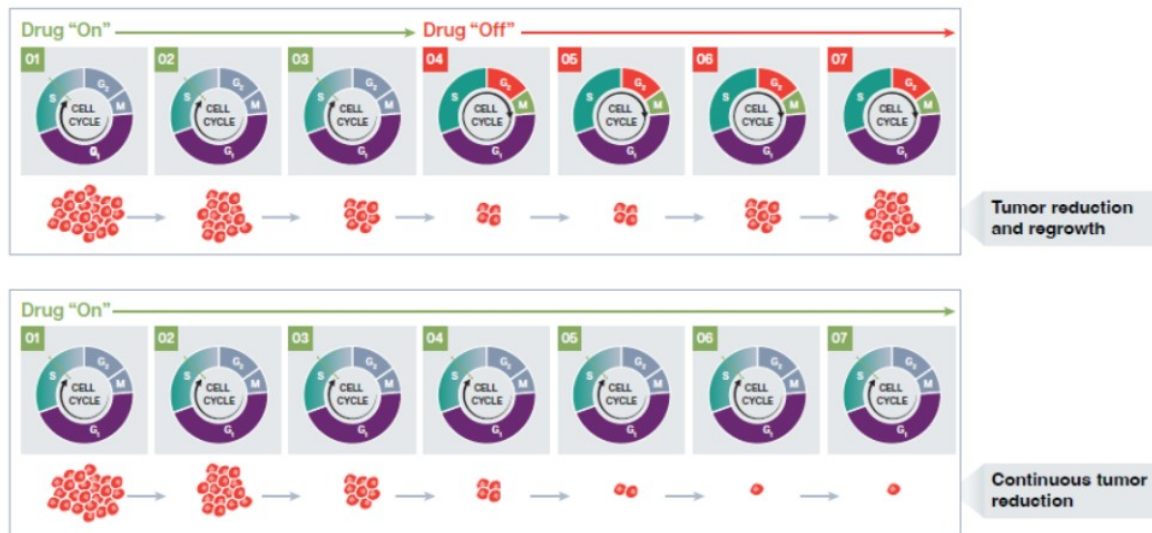 Drug “On”
Drug “Off”
01
02
03
04
05
06
07
S
G2
M
G1
CELL
CYCLE
S
G2
M
G1
CELL
CYCLE
S
G2
M
G1
CELL
CYCLE
S
G2
M
G1
CELL
CYCLE
S
G2
M
G1
CELL
CYCLE
S
G2
M
G1
CELL
CYCLE
S
G2
M
G1
CELL
CYCLE
Tumor reduction
and regrowth
Drug “On”
01
02
03
04
05
06
07
S
G2
M
G1
CELL
CYCLE
S
G2
M
G1
CELL
CYCLE
S
G2
M
G1
CELL
CYCLE
S
G2
M
G1
CELL
CYCLE
S
G2
M
G1
CELL
CYCLE
S
G2
M
G1
CELL
CYCLE
S
G2
M
G1
CELL
CYCLE
Continuous tumor
reduction